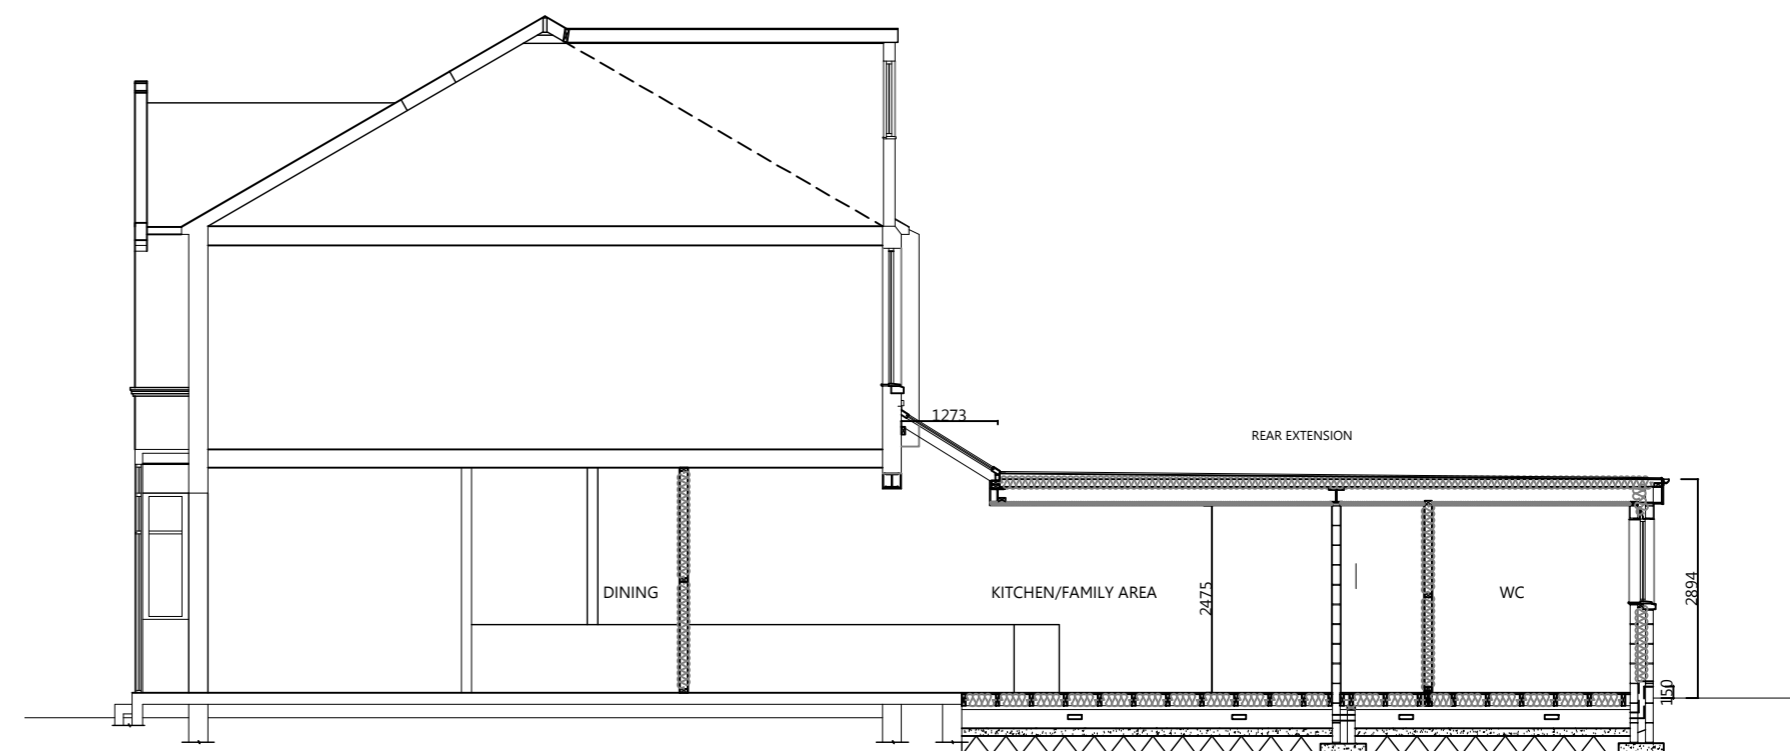 1273
REAR EXTENSION
DINING
KITCHEN/FAMILY AREA
2475
WC
2894
150